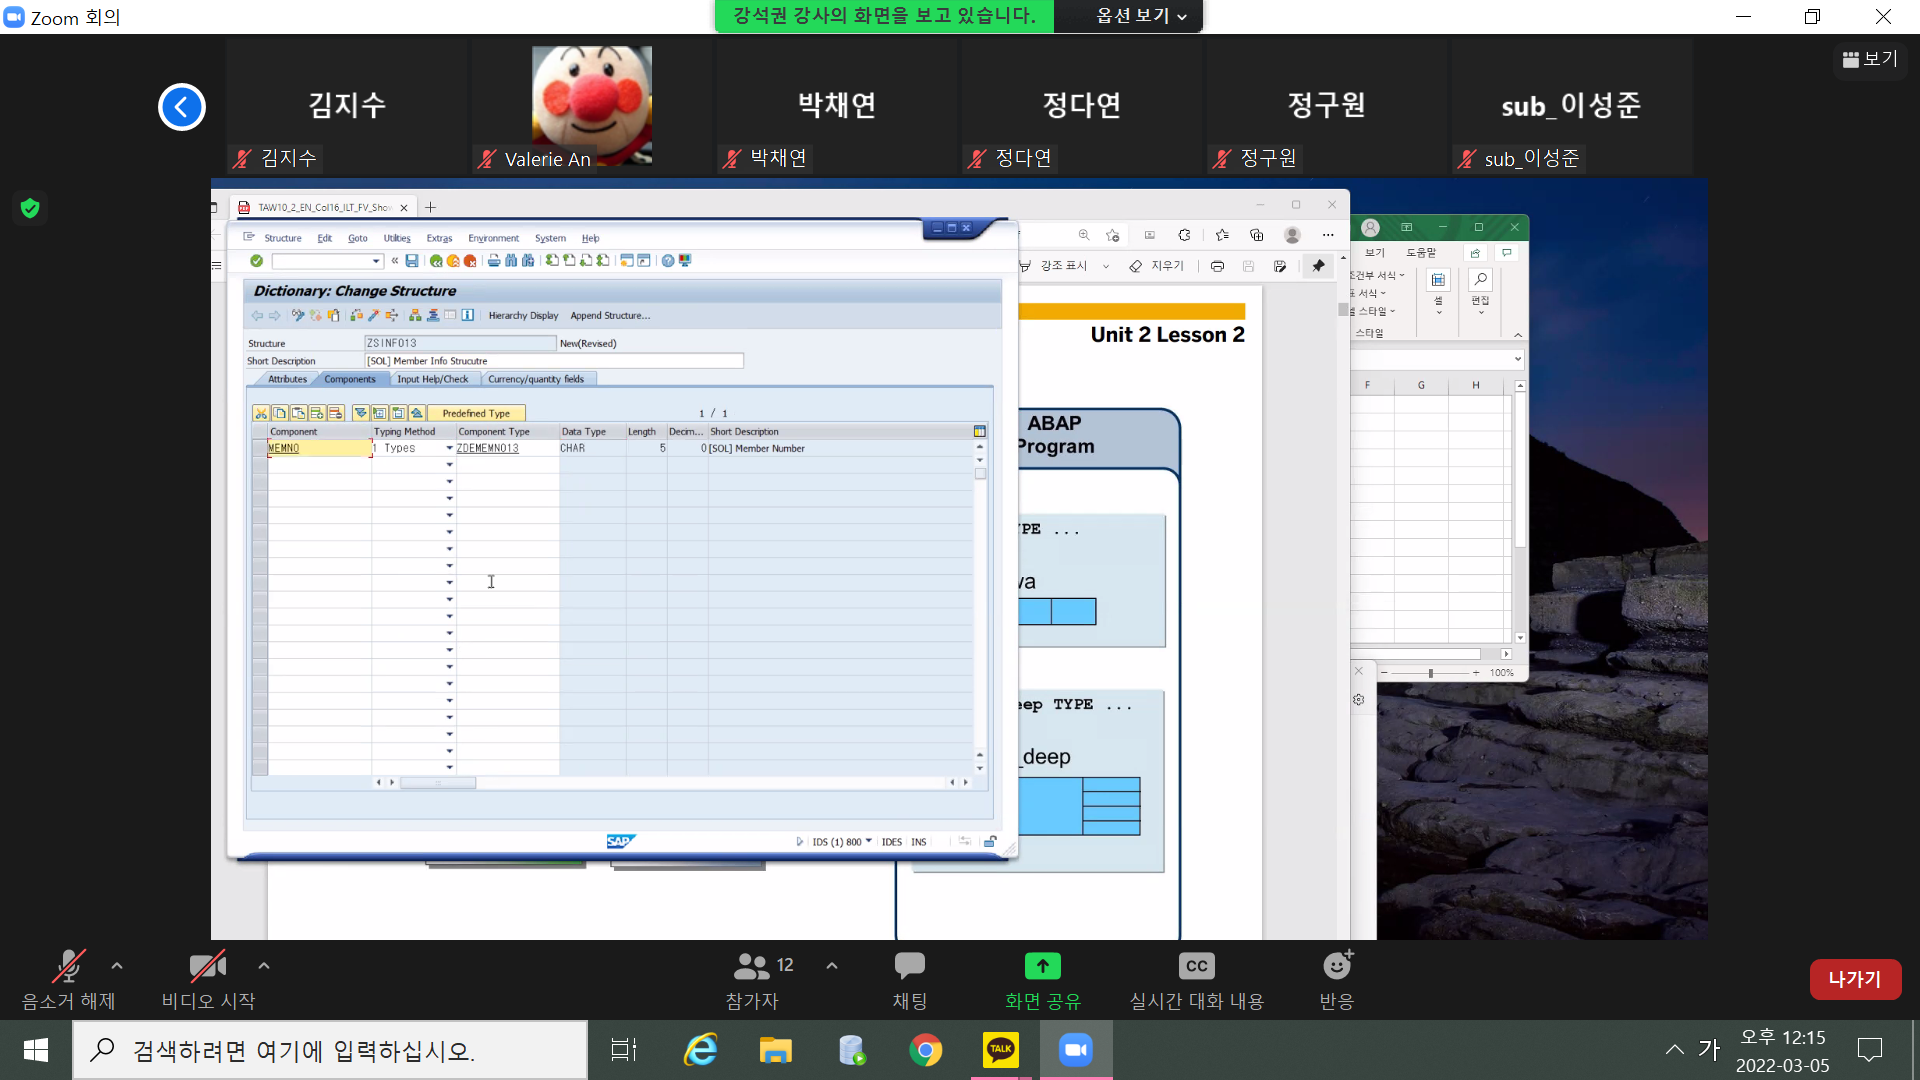 Zoom 회의
강석권 강사의 화면을 보고 있습니다.
옵션 보기
보기
김지수
박채연
정다연
정구원
sub_이성준
김지수
Valerie An
박채연
정다연
정구원
sub_이성준
TAW10_2_EN_Col16_ILT_FV_Show
Structure Edit Goto Utilities Extras Environment System Help
강조 표시
지우기
보기 도움말
Dictionary: Change Structure
Hierarchy Display Append Structure...
Structure ZSINFO13 New(Revised)
Short Description [SOL] Member Info Strucutre
Attributes Components Input Help/Check Currency/quantity fields
Predefined Type 1 / 1
Component Typing Method Component Type Data Type Length Decim... Short Description
MEMNO 1 Types ZDEMEMNO13 CHAR 5 0 [SOL] Member Number
SAP
IDS (1) 800 IDES INS
Unit 2 Lesson 2
ABAP
Program
YPE ...
wa
eep TYPE ...
_deep
조건부 서식
표 서식
셀 스타일
스타일
셀
편집
F G H
100%
음소거 해제
비디오 시작
12
참가자
채팅
화면 공유
CC
실시간 대화 내용
반응
나가기
검색하려면 여기에 입력하십시오.
TALK
가
오후 12:15
2022-03-05